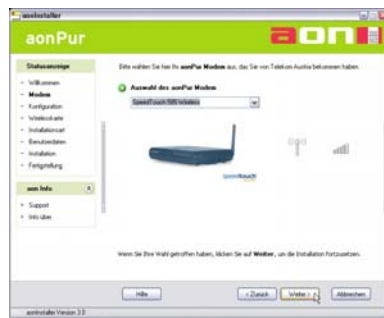 aonInstaller
aonPur
aon
Statusanzeige
Willkommen
Modem
Konfiguration
Wireless-Karte
Installationsart
Benutzerdaten
Installation
Fertigstellung
aon Info
Support
Info über
Bitte wählen Sie hier Ihr aonPur Modem aus, das Sie von Telekom Austria bekommen haben.
Auswahl des aonPur Modem
SpeedTouch 585 Wireless
speedtouch
Wenn Sie Ihre Wahl getroffen haben, klicken Sie auf Weiter, um die Installation fortzusetzen.
Hilfe
< Zurück
Weiter >
Abbrechen
aonInstaller Version 3.0